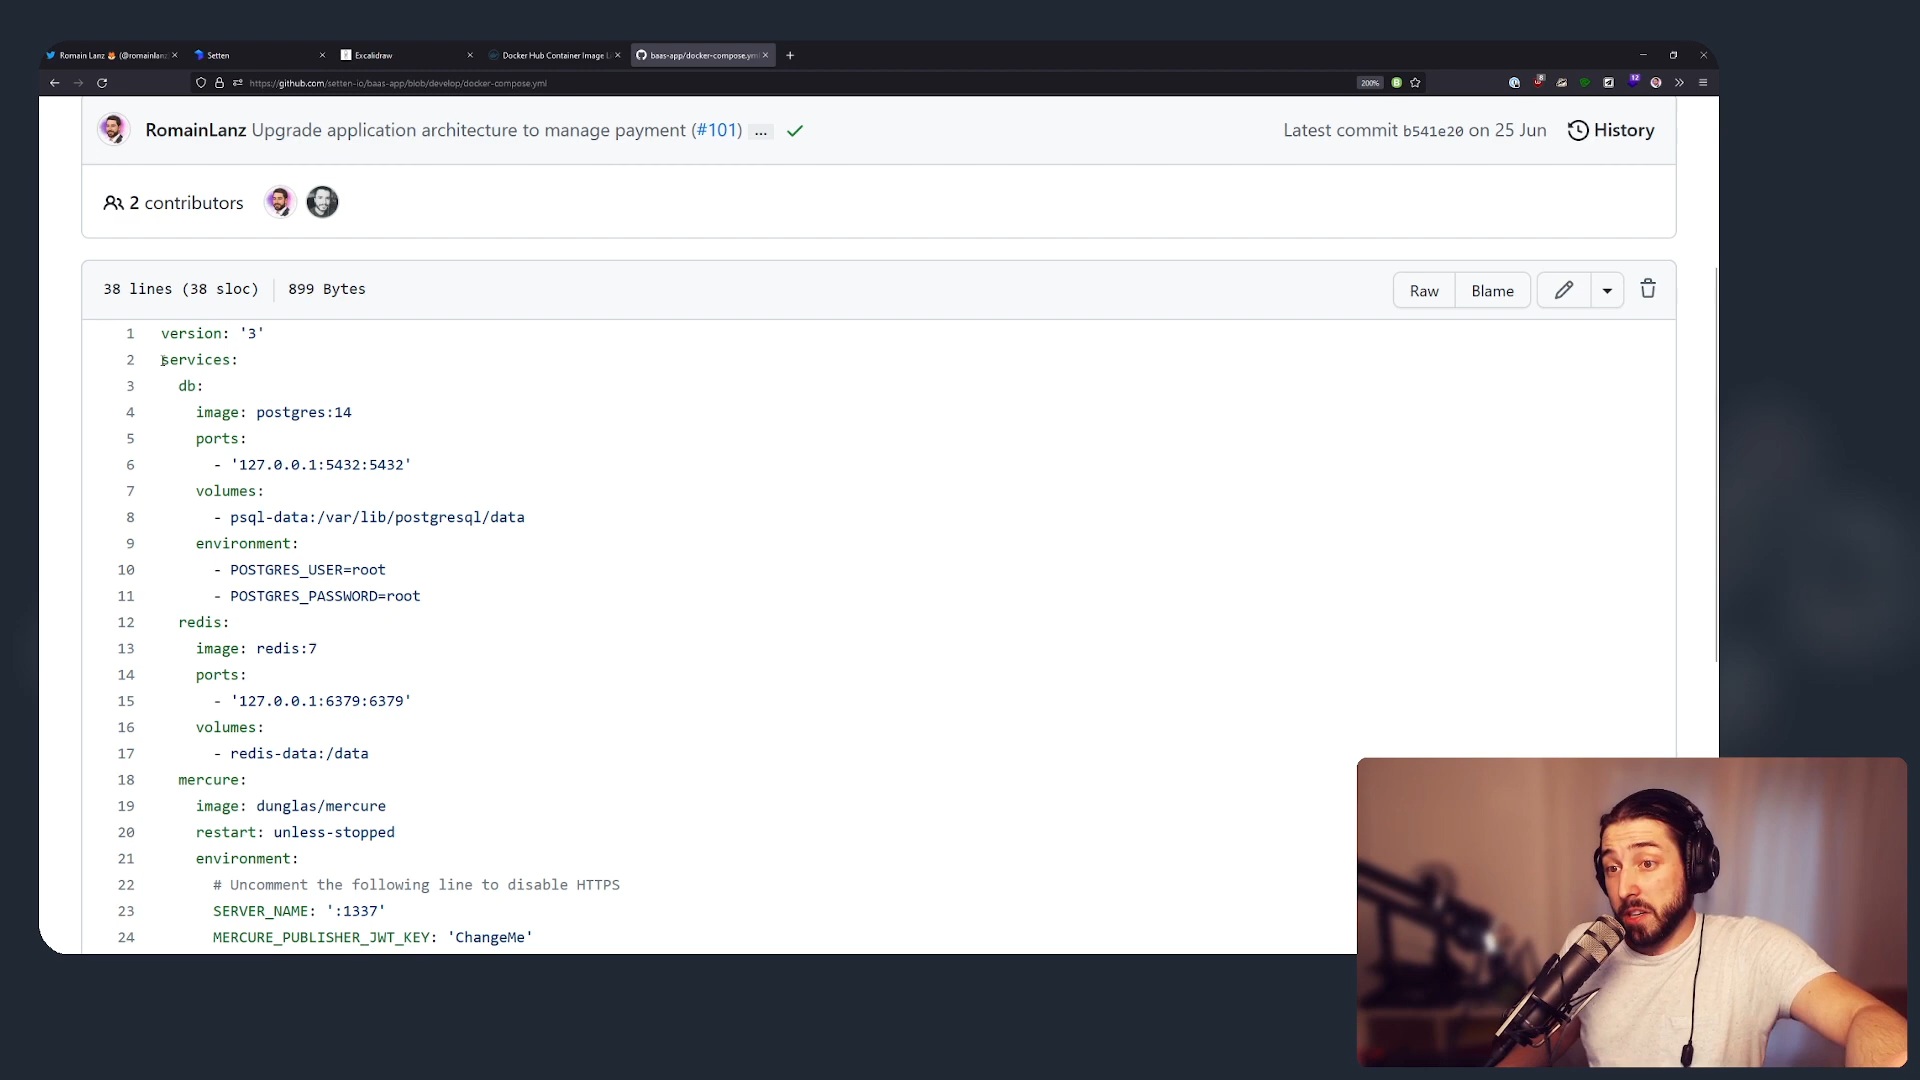 Romain Lanz (@romainlanz
Setten
Excalidraw
Docker Hub Container Image Li
baas-app/docker-compose.yml
https://github.com/setten-io/baas-app/blob/develop/docker-compose.yml
200%
8
12
RomainLanz Upgrade application architecture to manage payment (#101) ...
Latest commit b541e20 on 25 Jun
History
2 contributors
38 lines (38 sloc)
899 Bytes
Raw
Blame
1 version: '3'
2 services:
3 db:
4 image: postgres:14
5 ports:
6 - '127.0.0.1:5432:5432'
7 volumes:
8 - psql-data:/var/lib/postgresql/data
9 environment:
10 - POSTGRES_USER=root
11 - POSTGRES_PASSWORD=root
12 redis:
13 image: redis:7
14 ports:
15 - '127.0.0.1:6379:6379'
16 volumes:
17 - redis-data:/data
18 mercure:
19 image: dunglas/mercure
20 restart: unless-stopped
21 environment:
22 # Uncomment the following line to disable HTTPS
23 SERVER_NAME: ':1337'
24 MERCURE_PUBLISHER_JWT_KEY: 'ChangeMe'